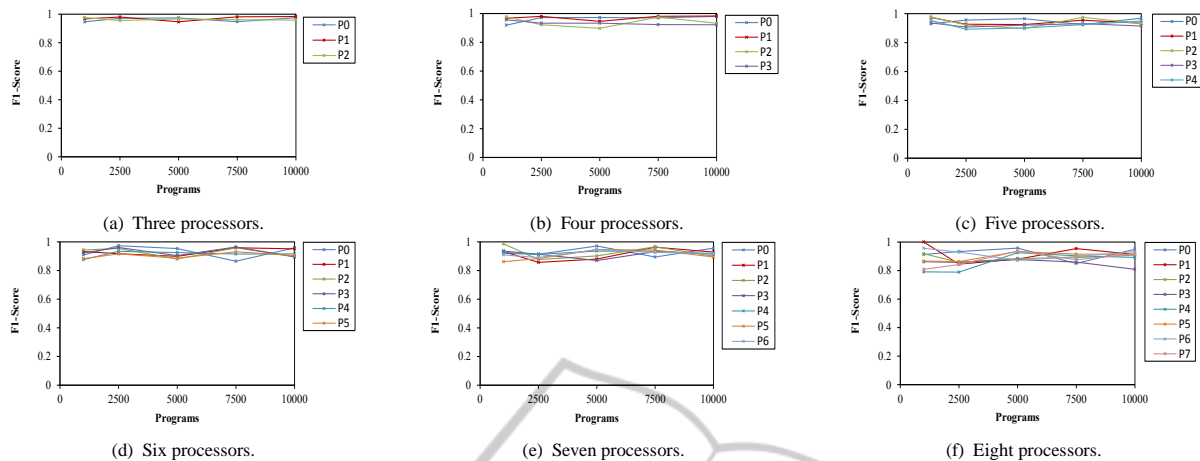 1
0.8
0.6
0.4
0.2
0
F1-Score
0 2500 5000 7500 10000
Programs
P0
P1
P2
(a) Three processors.
1
0.8
0.6
0.4
0.2
0
F1-Score
0 2500 5000 7500 10000
Programs
P0
P1
P2
P3
(b) Four processors.
1
0.8
0.6
0.4
0.2
0
F1-Score
0 2500 5000 7500 10000
Programs
P0
P1
P2
P3
P4
(c) Five processors.
1
0.8
0.6
0.4
0.2
0
F1-Score
0 2500 5000 7500 10000
Programs
P0
P1
P2
P3
P4
P5
(d) Six processors.
1
0.8
0.6
0.4
0.2
0
F1-Score
0 2500 5000 7500 10000
Programs
P0
P1
P2
P3
P4
P5
P6
(e) Seven processors.
1
0.8
0.6
0.4
0.2
0
F1-Score
0 2500 5000 7500 10000
Programs
P0
P1
P2
P3
P4
P5
P6
P7
(f) Eight processors.